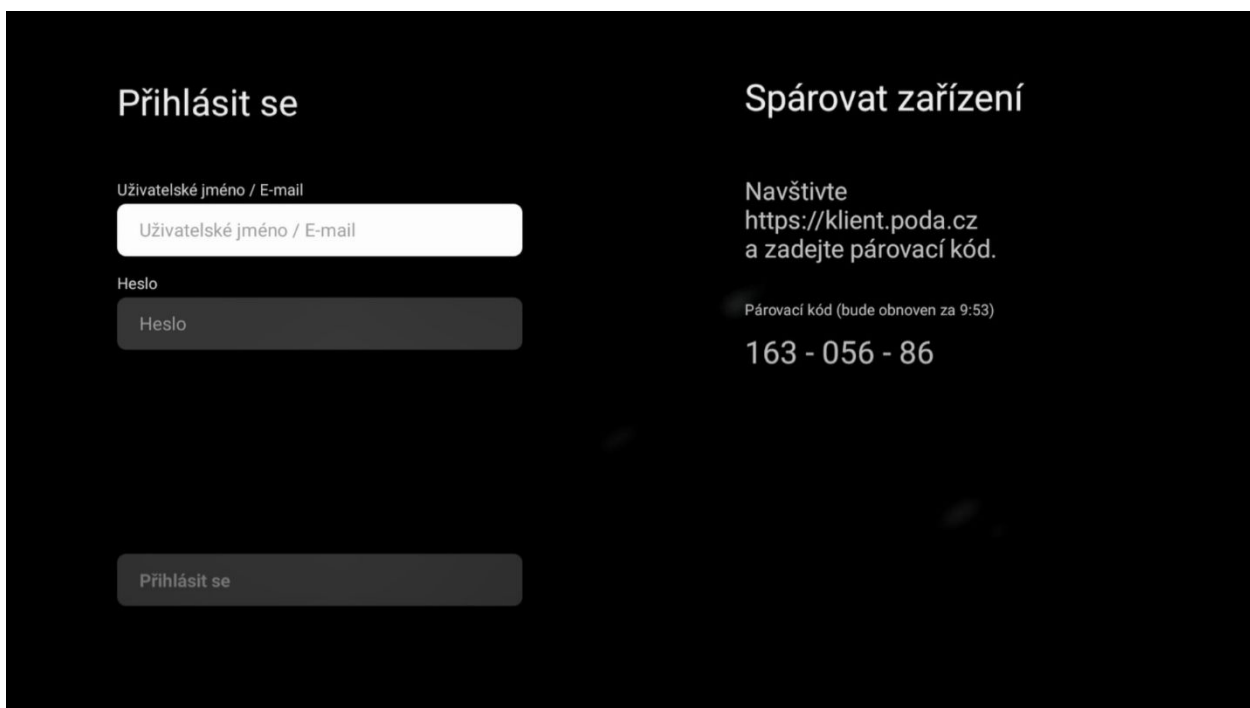 Přihlásit se
Uživatelské jméno / E-mail
Uživatelské jméno / E-mail
Heslo
Heslo
Přihlásit se
Spárovat zařízení
Navštivte
https://klient.poda.cz
a zadejte párovací kód.
Párovací kód (bude obnoven za 9:53)
163 - 056 - 86